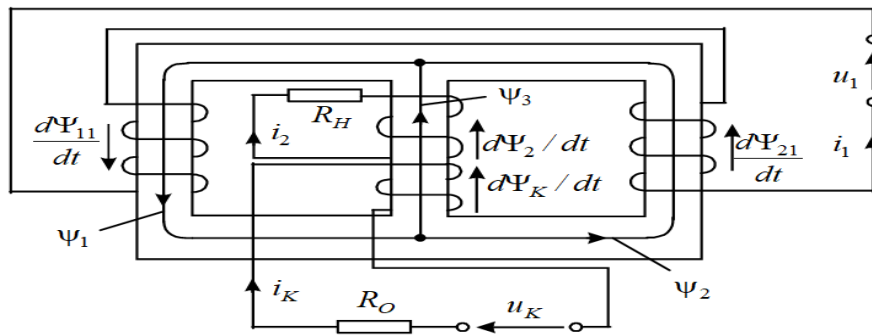 u₁
Ψ₃
R_H
dΨ₁₁/dt
i₂
dΨ₂ / dt
dΨ₂₁/dt
i₁
dΨ_K / dt
Ψ₁
Ψ₂
i_K
R_O
u_K